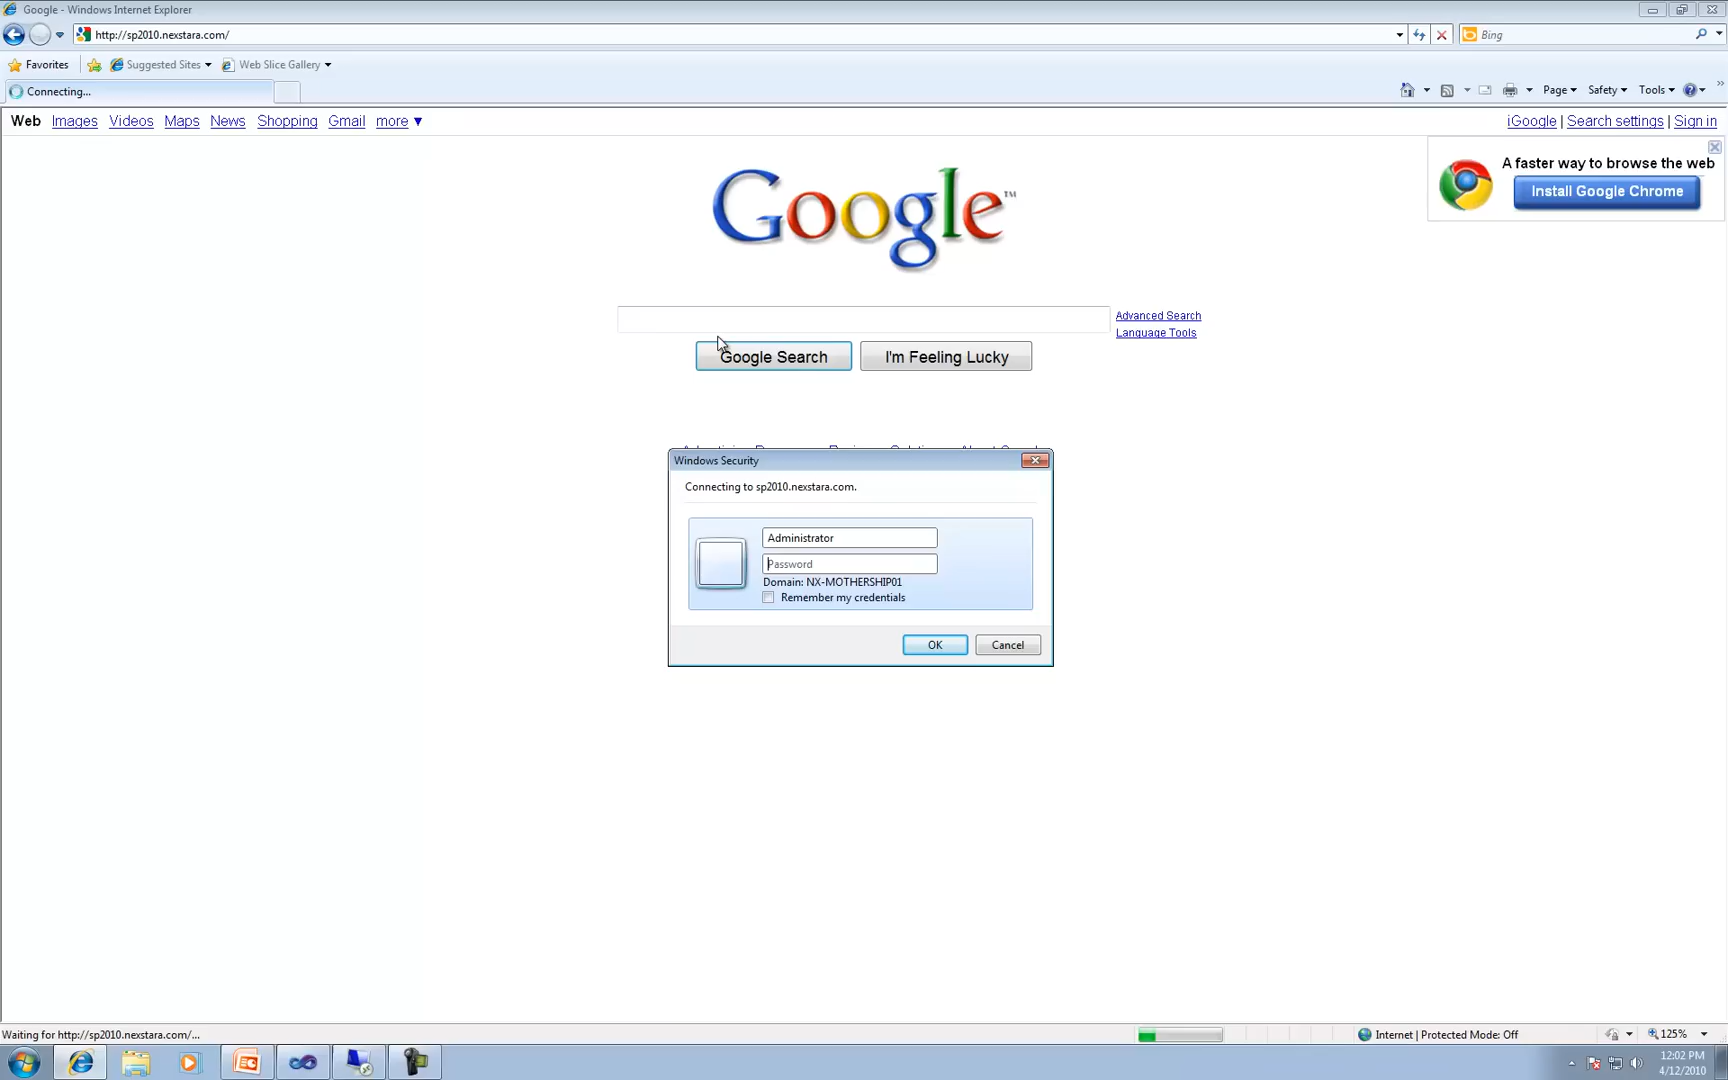 Google - Windows Internet Explorer
http://sp2010.nexstara.com/
Bing
Favorites Suggested Sites Web Slice Gallery
Connecting...
Page Safety Tools
Web Images Videos Maps News Shopping Gmail more ▼
iGoogle | Search settings | Sign in
A faster way to browse the web
Install Google Chrome
Google™
Advanced Search
Language Tools
Google Search I'm Feeling Lucky
Windows Security
Connecting to sp2010.nexstara.com.
Administrator
Password
Domain: NX-MOTHERSHIP01
Remember my credentials
OK Cancel
Waiting for http://sp2010.nexstara.com/...
Internet | Protected Mode: Off
125%
12:02 PM
4/12/2010